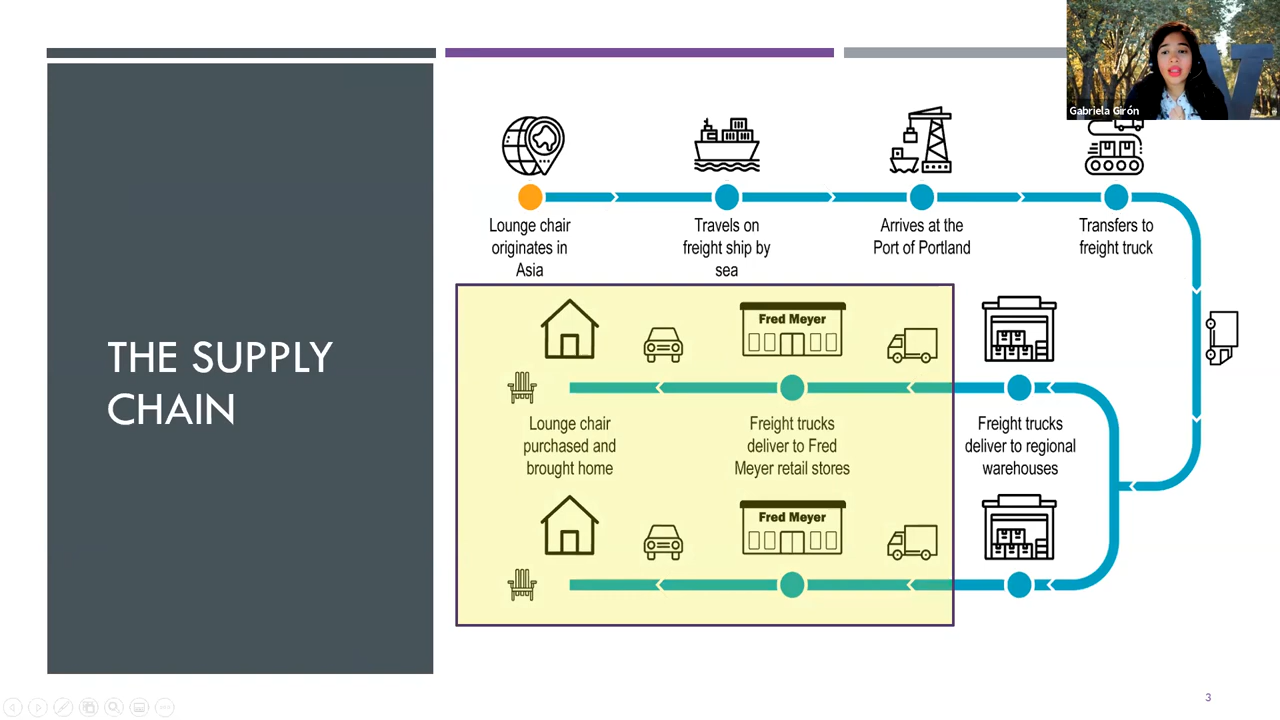 Gabriela Girón
Lounge chair
originates in
Asia
Travels on
freight ship by
sea
Arrives at the
Port of Portland
Transfers to
freight truck
THE SUPPLY
CHAIN
Fred Meyer
Lounge chair
purchased and
brought home
Freight trucks
deliver to Fred
Meyer retail stores
Freight trucks
deliver to regional
warehouses
Fred Meyer
3